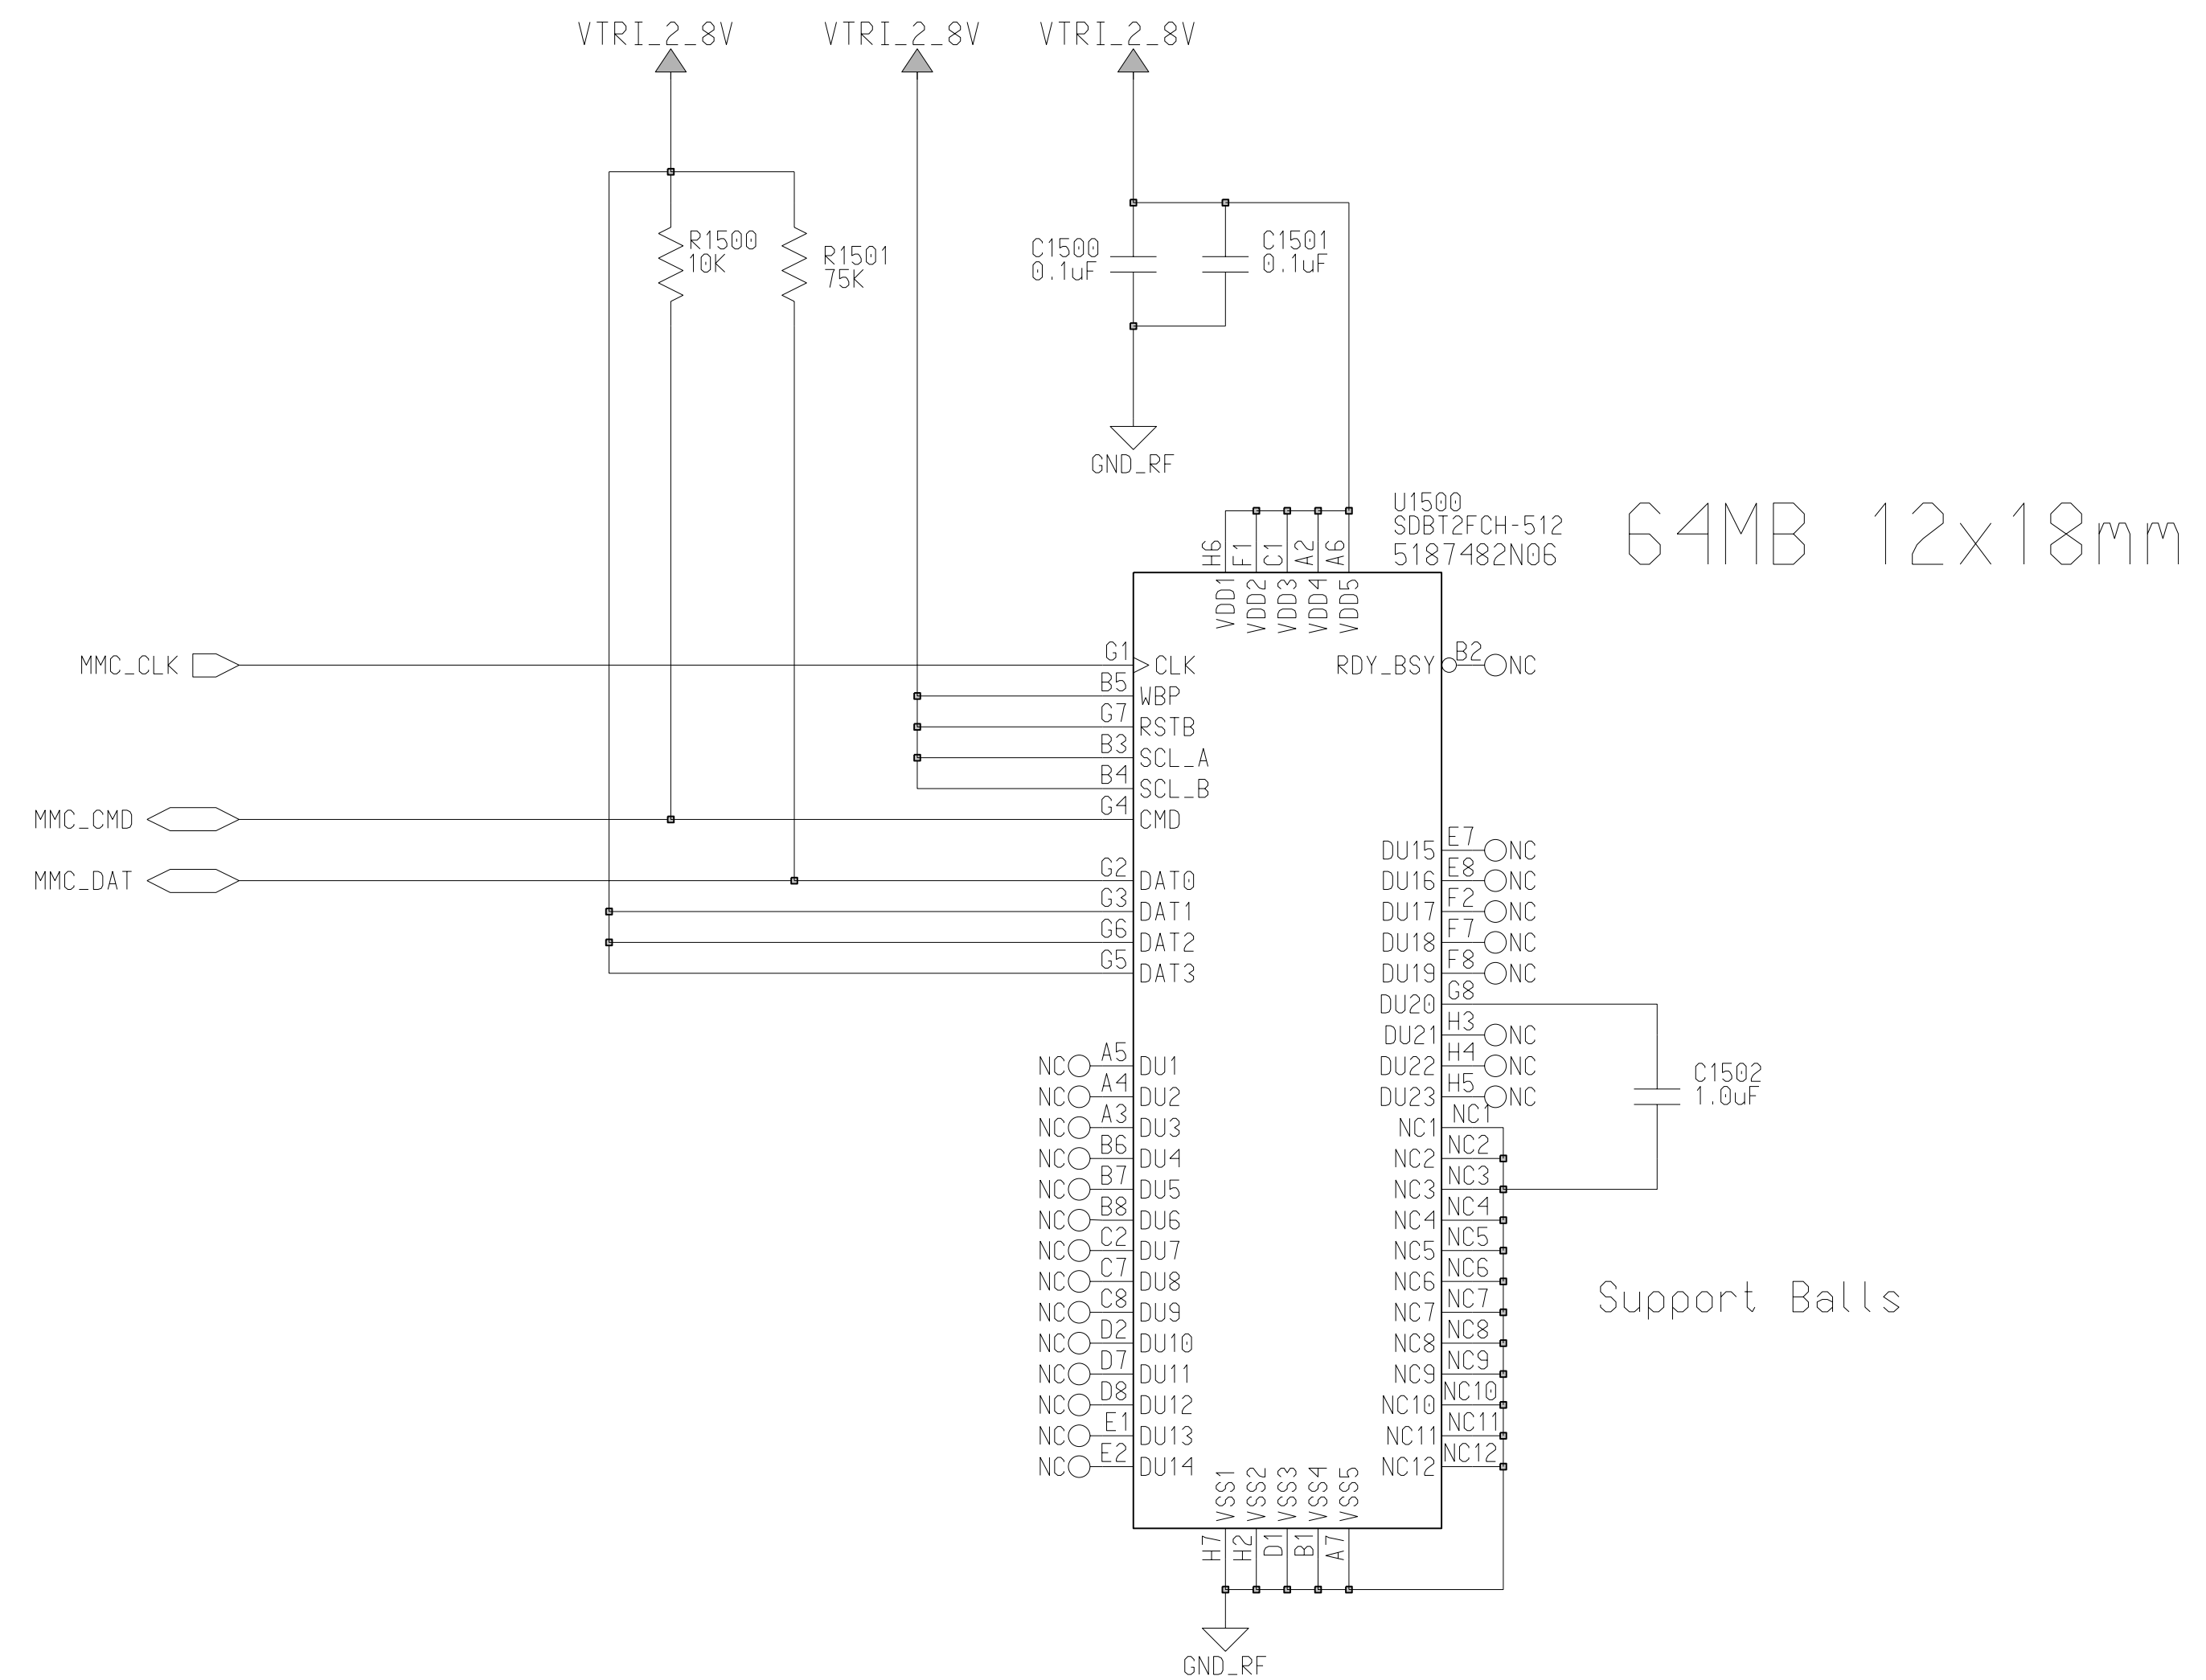 VTRI_2_8V
VTRI_2_8V
VTRI_2_8V
R1500
10K
R1501
75K
C1500
0.1uF
C1501
0.1uF
GND_RF
U1500
SDBT2FCH-512
5187482N06
64MB 12x18mm
H6
F1
C1
A2
A6
VDD1
VDD2
VDD3
VDD4
VDD5
MMC_CLK
G1
CLK
RDY_BSY
B2
NC
B5
WBP
G7
RSTB
B3
SCL_A
B4
SCL_B
MMC_CMD
G4
CMD
DU15
E7
NC
MMC_DAT
G2
DAT0
DU16
E8
NC
G3
DAT1
DU17
F2
NC
G6
DAT2
DU18
F7
NC
G5
DAT3
DU19
F8
NC
DU20
G8
DU21
H3
NC
NC
A5
DU1
DU22
H4
NC
C1502
1.0uF
NC
A4
DU2
DU23
H5
NC
NC
A3
DU3
NC1
NC1
NC
B6
DU4
NC2
NC2
NC
B7
DU5
NC3
NC3
NC
B8
DU6
NC4
NC4
NC
C2
DU7
NC5
NC5
NC
C7
DU8
NC6
NC6
Support Balls
NC
C8
DU9
NC7
NC7
NC
D2
DU10
NC8
NC8
NC
D7
DU11
NC9
NC9
NC
D8
DU12
NC10
NC10
NC
E1
DU13
NC11
NC11
NC
E2
DU14
NC12
NC12
VSS1
VSS2
VSS3
VSS4
VSS5
H7
H2
D1
B1
A7
GND_RF